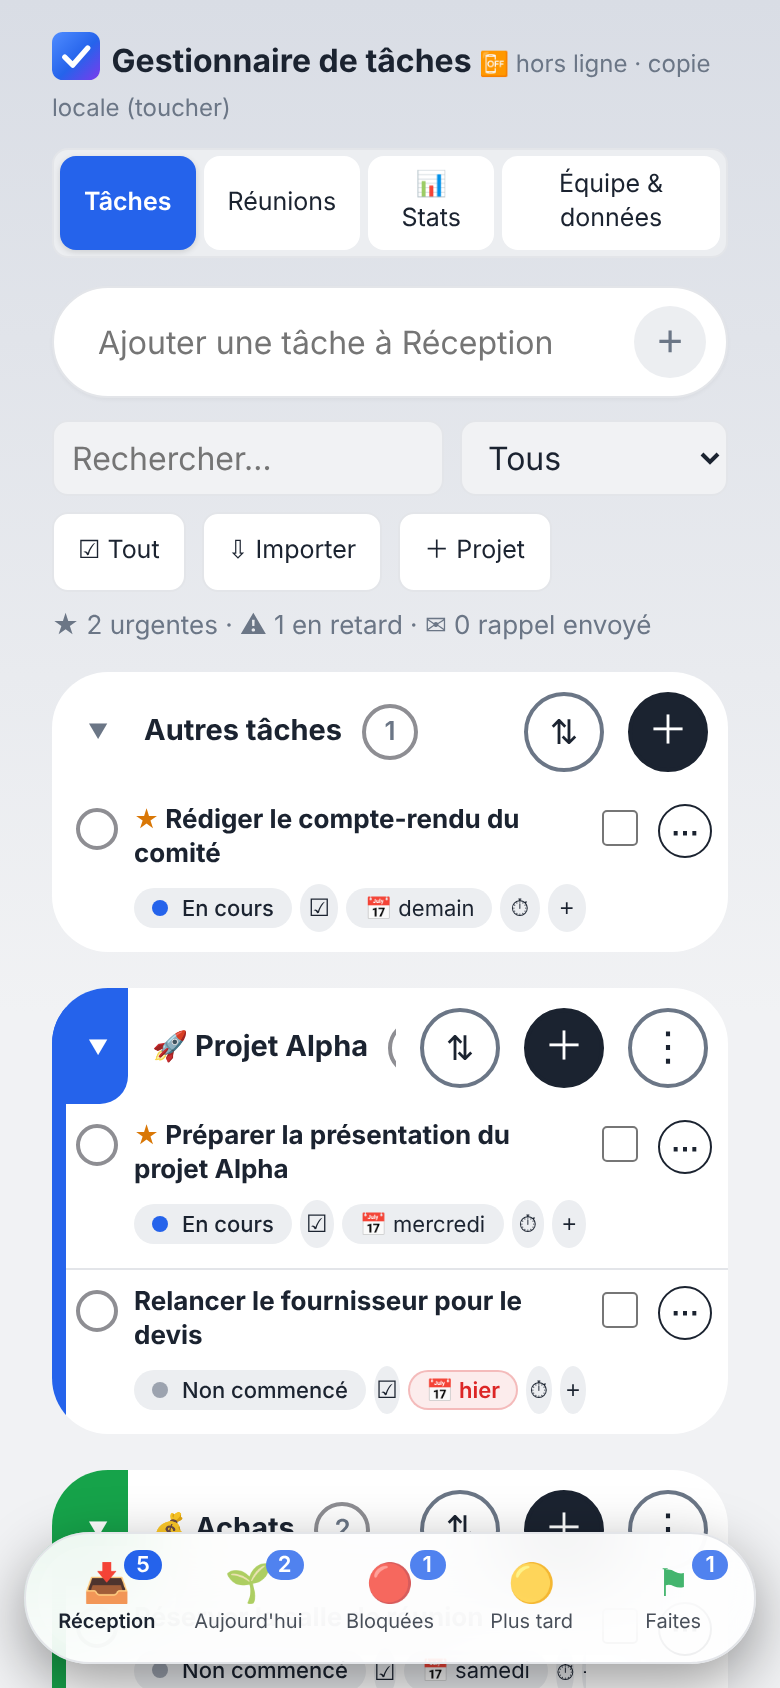 Gestionnaire de tâches 📴 hors ligne · copie
locale (toucher)
Tâches
Réunions
📊
Stats
Équipe &
données
Ajouter une tâche à Réception
+
Rechercher...
Tous
☑ Tout
⇩ Importer
+ Projet
★ 2 urgentes · ⚠ 1 en retard · ✉ 0 rappel envoyé
▼ Autres tâches 1 ⇅ +
★ Rédiger le compte-rendu du
comité
En cours ☑ 📅 demain ⏱ +
▼ 🚀 Projet Alpha ⇅ + ⋮
★ Préparer la présentation du
projet Alpha
En cours ☑ 📅 mercredi ⏱ +
Relancer le fournisseur pour le
devis
Non commencé ☑ 📅 hier ⏱ +
▼ 💰 Achats 2 ⇅ + ⋮
5
2
1
1
Réception
Aujourd'hui
Bloquées
Plus tard
Faites
Non commencé ☑ 📅 samedi ⏱